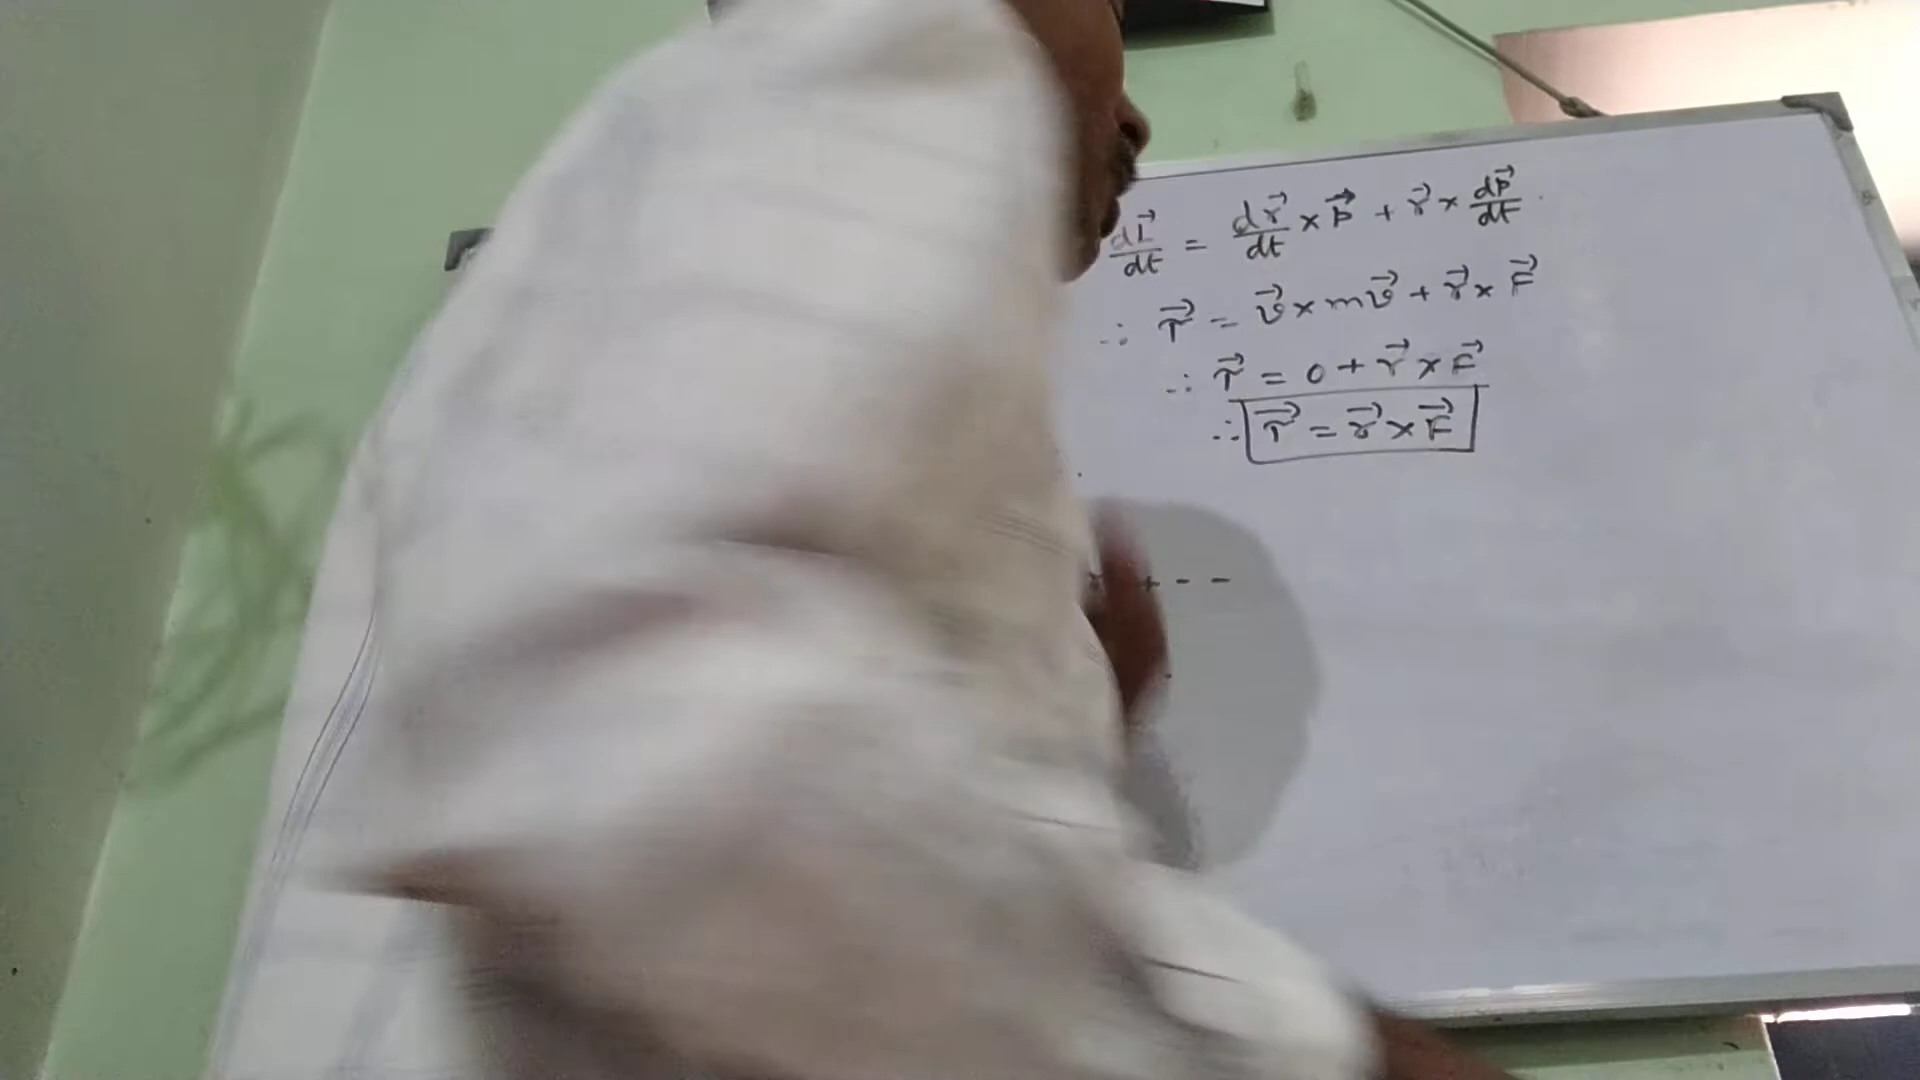 dL⃗/dt = dr⃗/dt × P⃗ + r⃗ × dP⃗/dt
∴ τ⃗ = v⃗ × mv⃗ + r⃗ × F⃗
∴ τ⃗ = 0 + r⃗ × F⃗
∴ τ⃗ = r⃗ × F⃗
+ - -